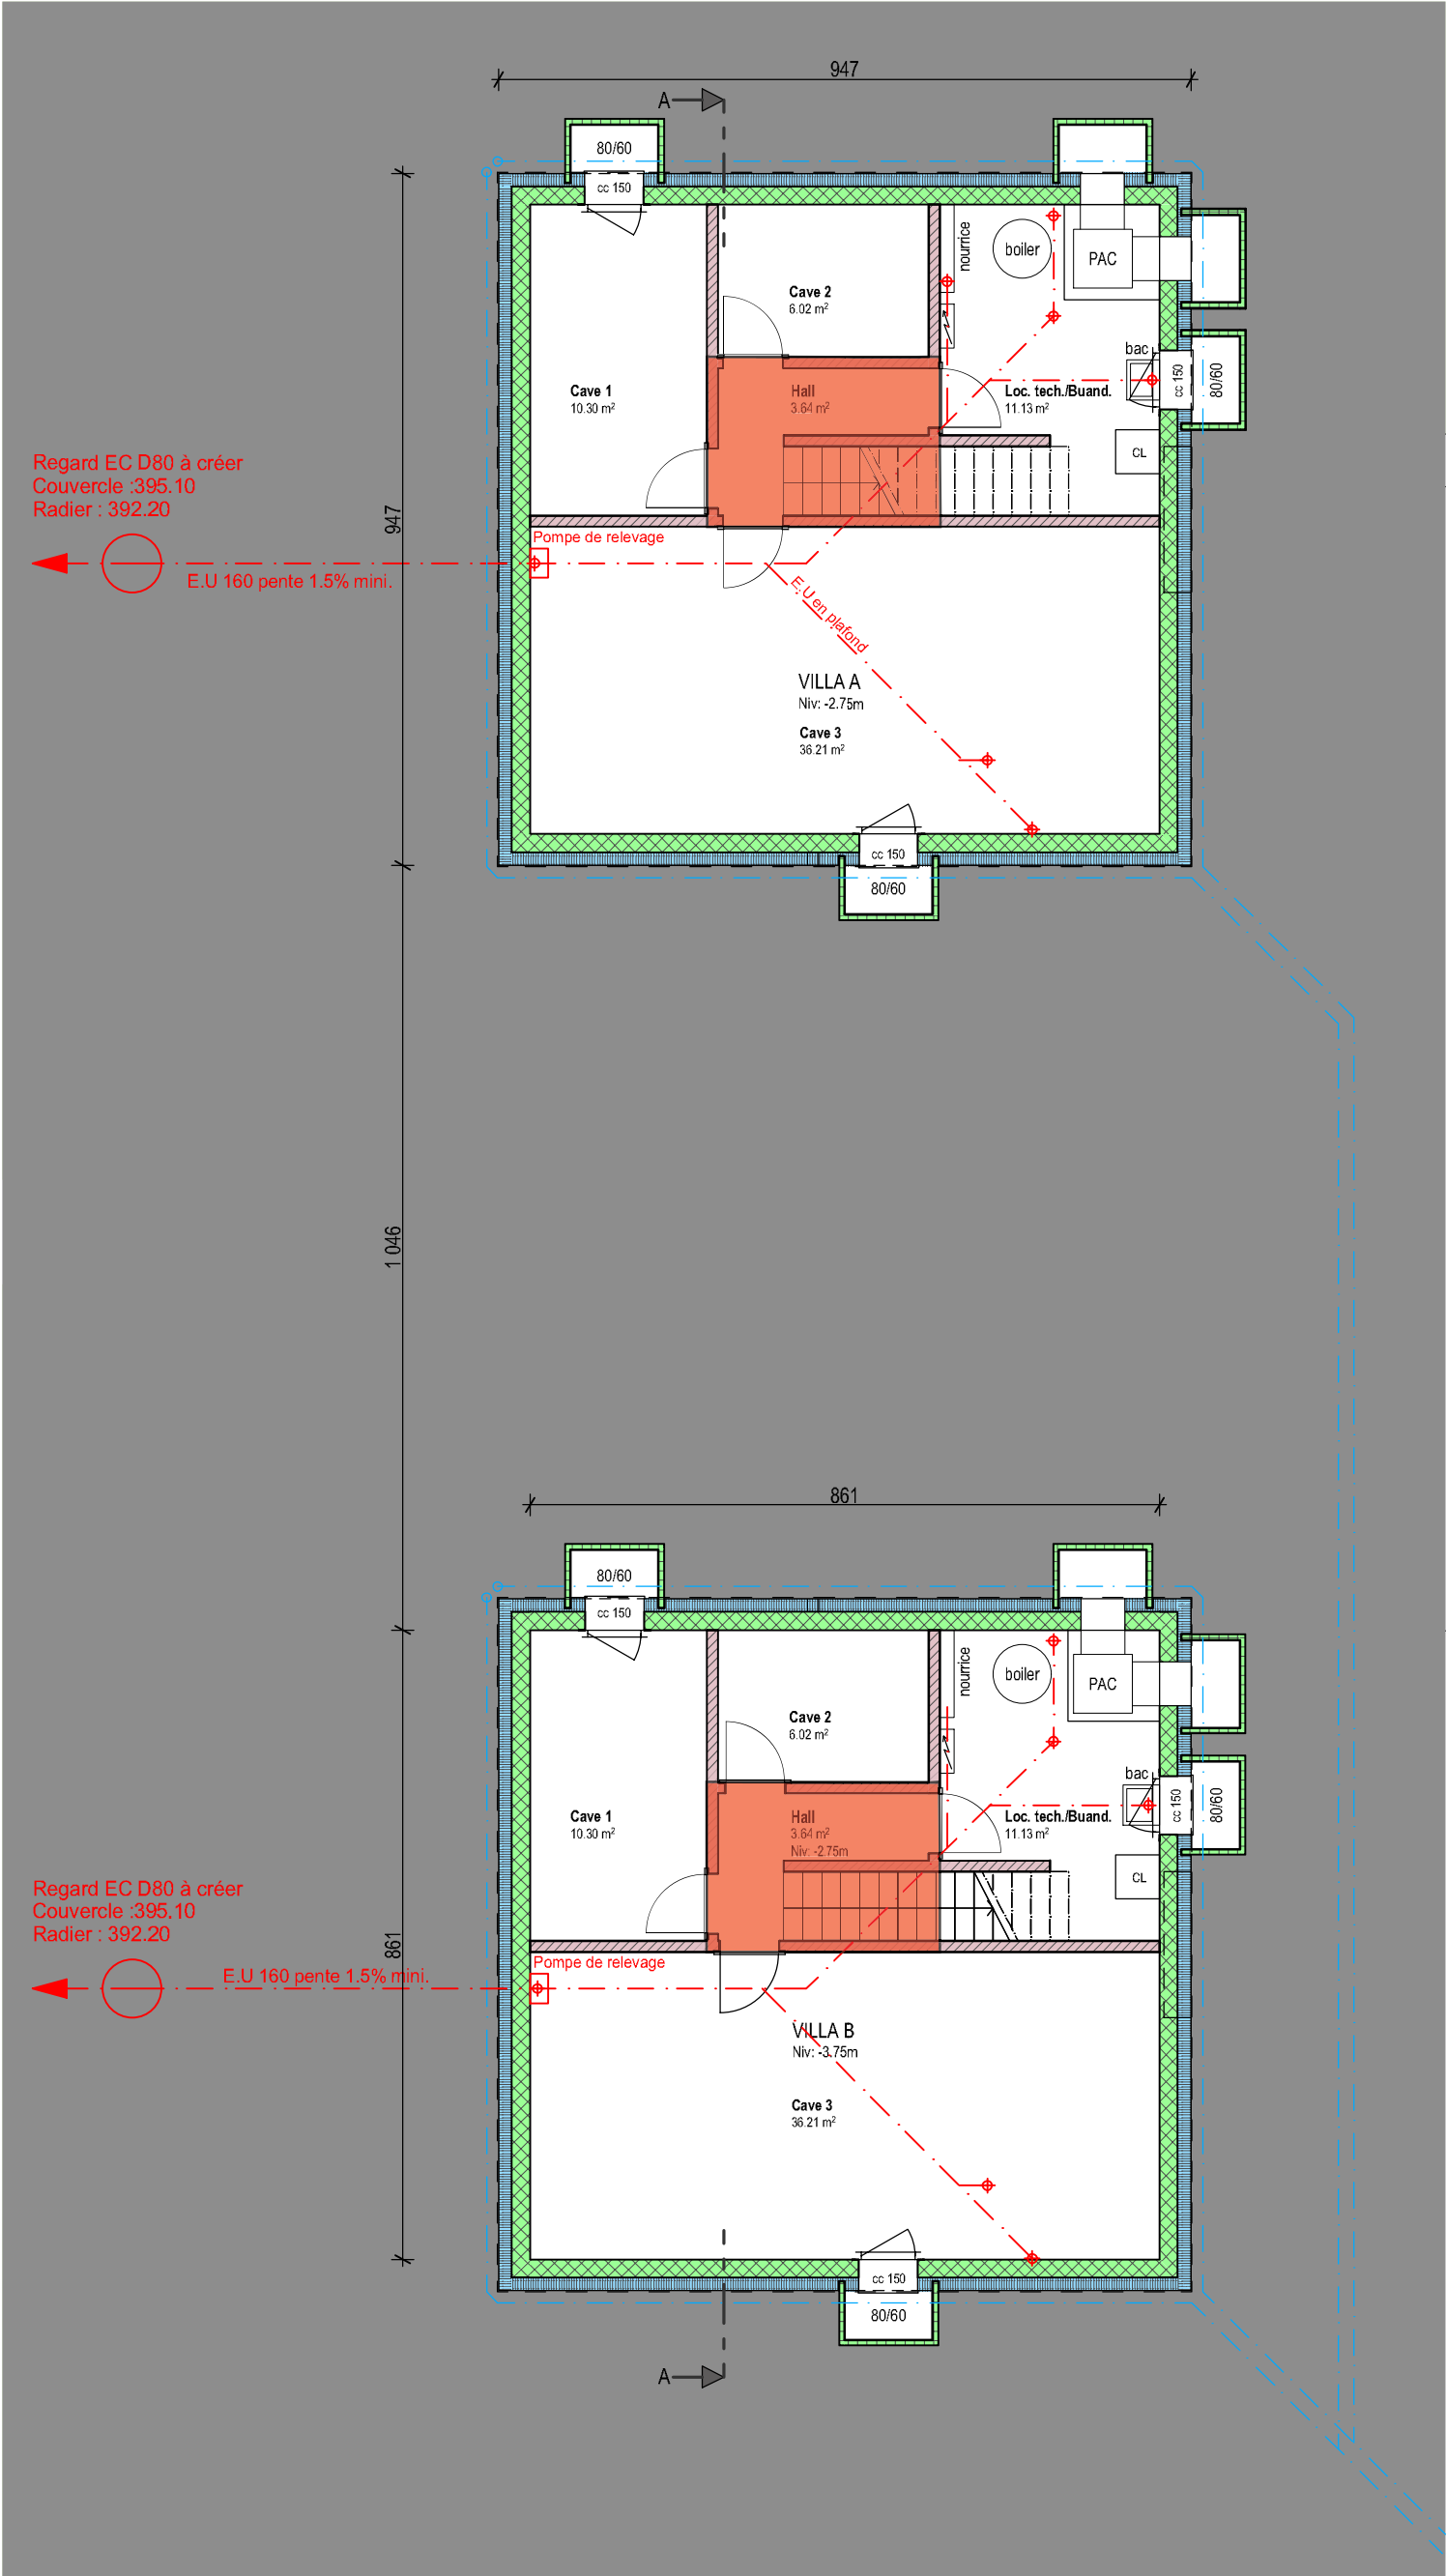 947
A
80/60
cc 150
nourrice
boiler
PAC
Cave 2
6.02 m²
bac
cc 150
80/60
Cave 1
10.30 m²
Hall
3.64 m²
Loc. tech./Buand.
11.13 m²
CL
Regard EC D80 à créer
Couvercle :395.10
Radier : 392.20
947
Pompe de relevage
E.U 160 pente 1.5% mini.
E.U en plafond
VILLA A
Niv: -2.75m
Cave 3
36.21 m²
cc 150
80/60
1 046
861
80/60
cc 150
nourrice
boiler
PAC
Cave 2
6.02 m²
bac
cc 150
80/60
Cave 1
10.30 m²
Hall
3.64 m²
Niv: -2.75m
Loc. tech./Buand.
11.13 m²
CL
Regard EC D80 à créer
Couvercle :395.10
Radier : 392.20
861
Pompe de relevage
E.U 160 pente 1.5% mini.
VILLA B
Niv: -3.75m
Cave 3
36.21 m²
cc 150
80/60
A